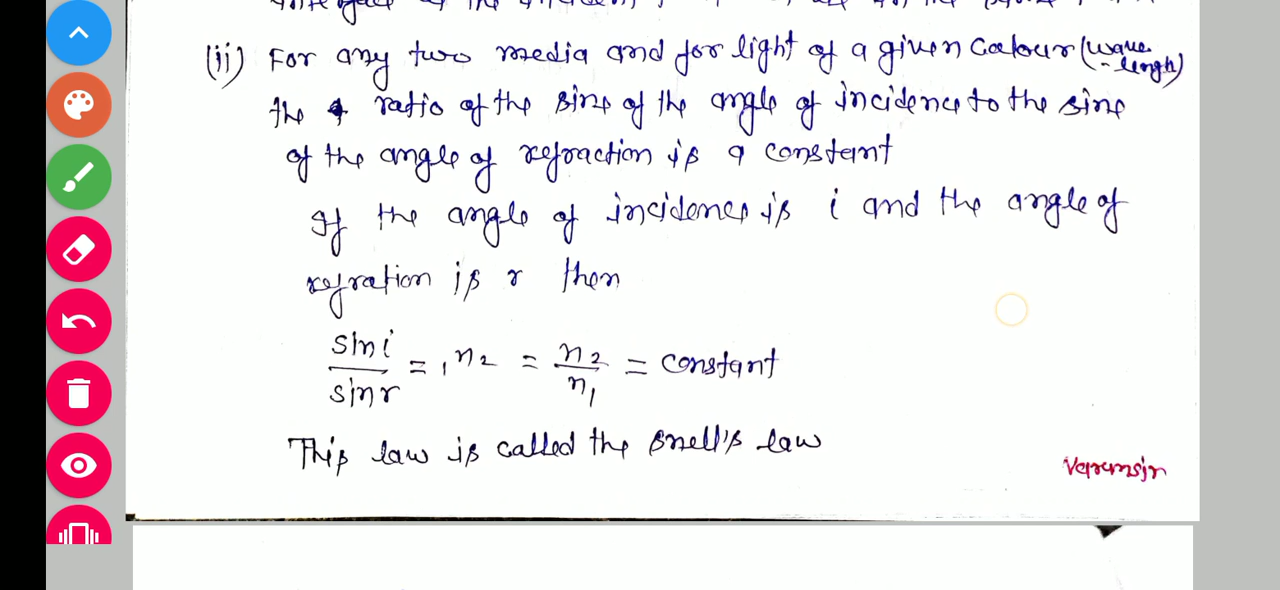 (ii) For any two media and for light of a given Colour (wave
- lengh)
the ratio of the sine of the angle of incidence to the sine
of the angle of refraction is a constant
If the angle of incidence is i and the angle of
refration is r then
sin i / sin r = ₁n₂ = n₂ / n₁ = constant
This law is called the snell's law